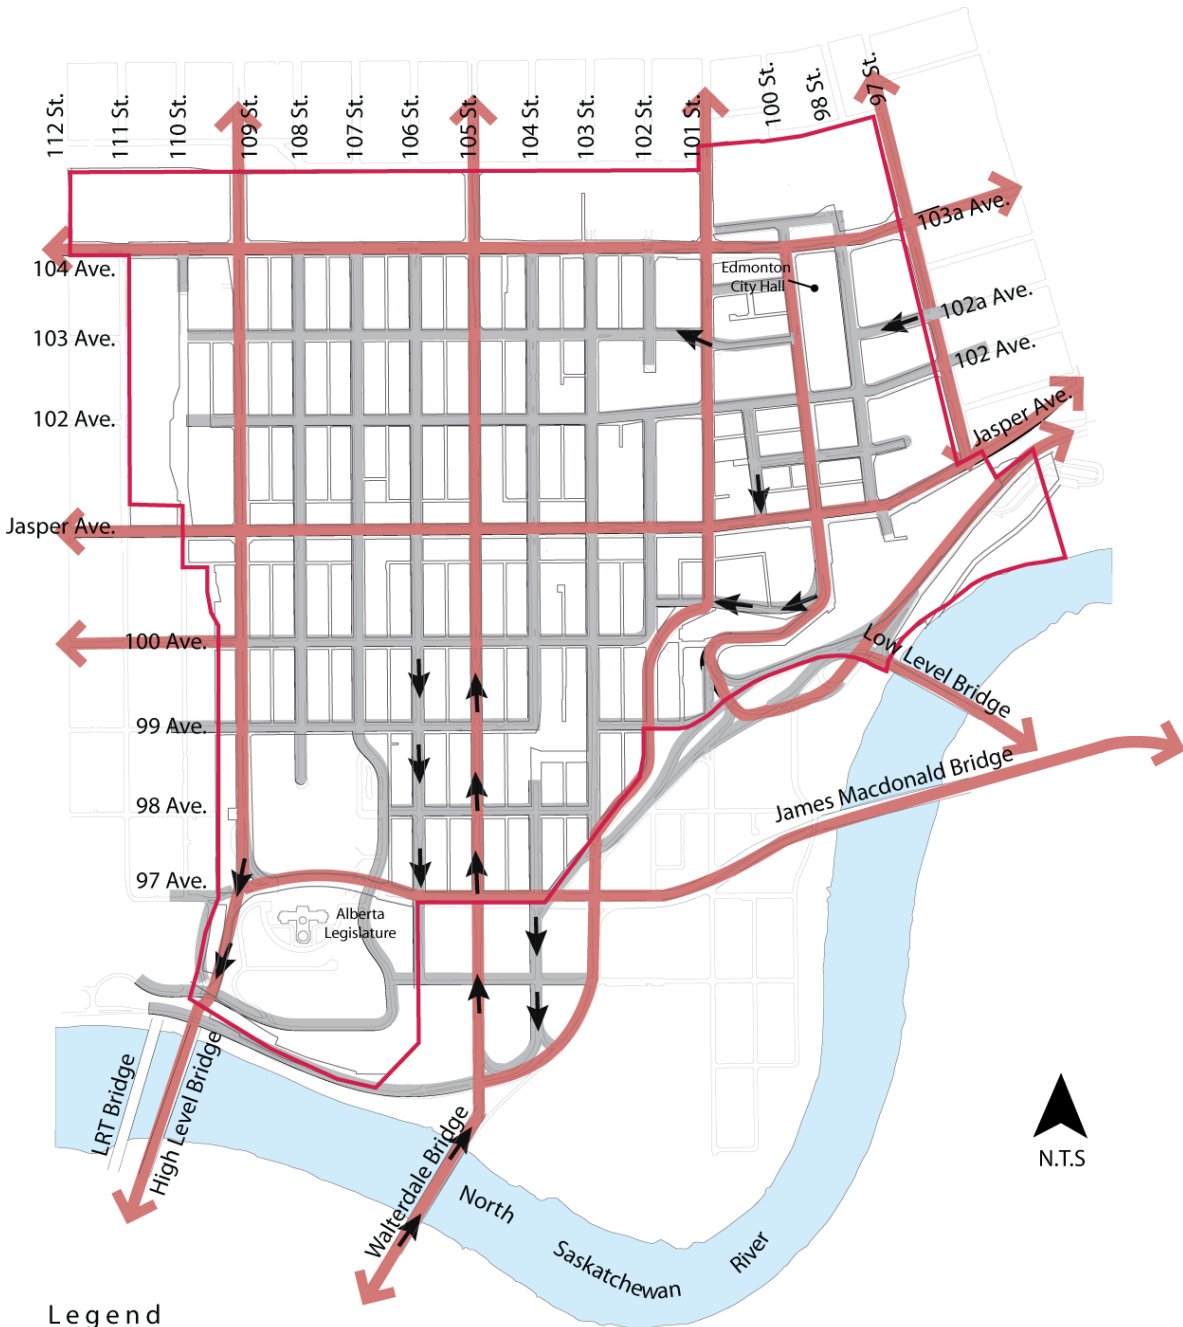 112 St.
111 St.
110 St.
109 St.
108 St.
107 St.
106 St.
105 St.
104 St.
103 St.
102 St.
101 St.
100 St.
98 St.
97 St.
103a Ave.
104 Ave.
Edmonton
City Hall
102a Ave.
103 Ave.
102 Ave.
102 Ave.
Jasper Ave.
Jasper Ave.
100 Ave.
Low Level Bridge
99 Ave.
James Macdonald Bridge
98 Ave.
97 Ave.
Alberta
Legislature
LRT Bridge
High Level Bridge
Walterdale Bridge
N.T.S
North
Saskatchewan
River
Legend